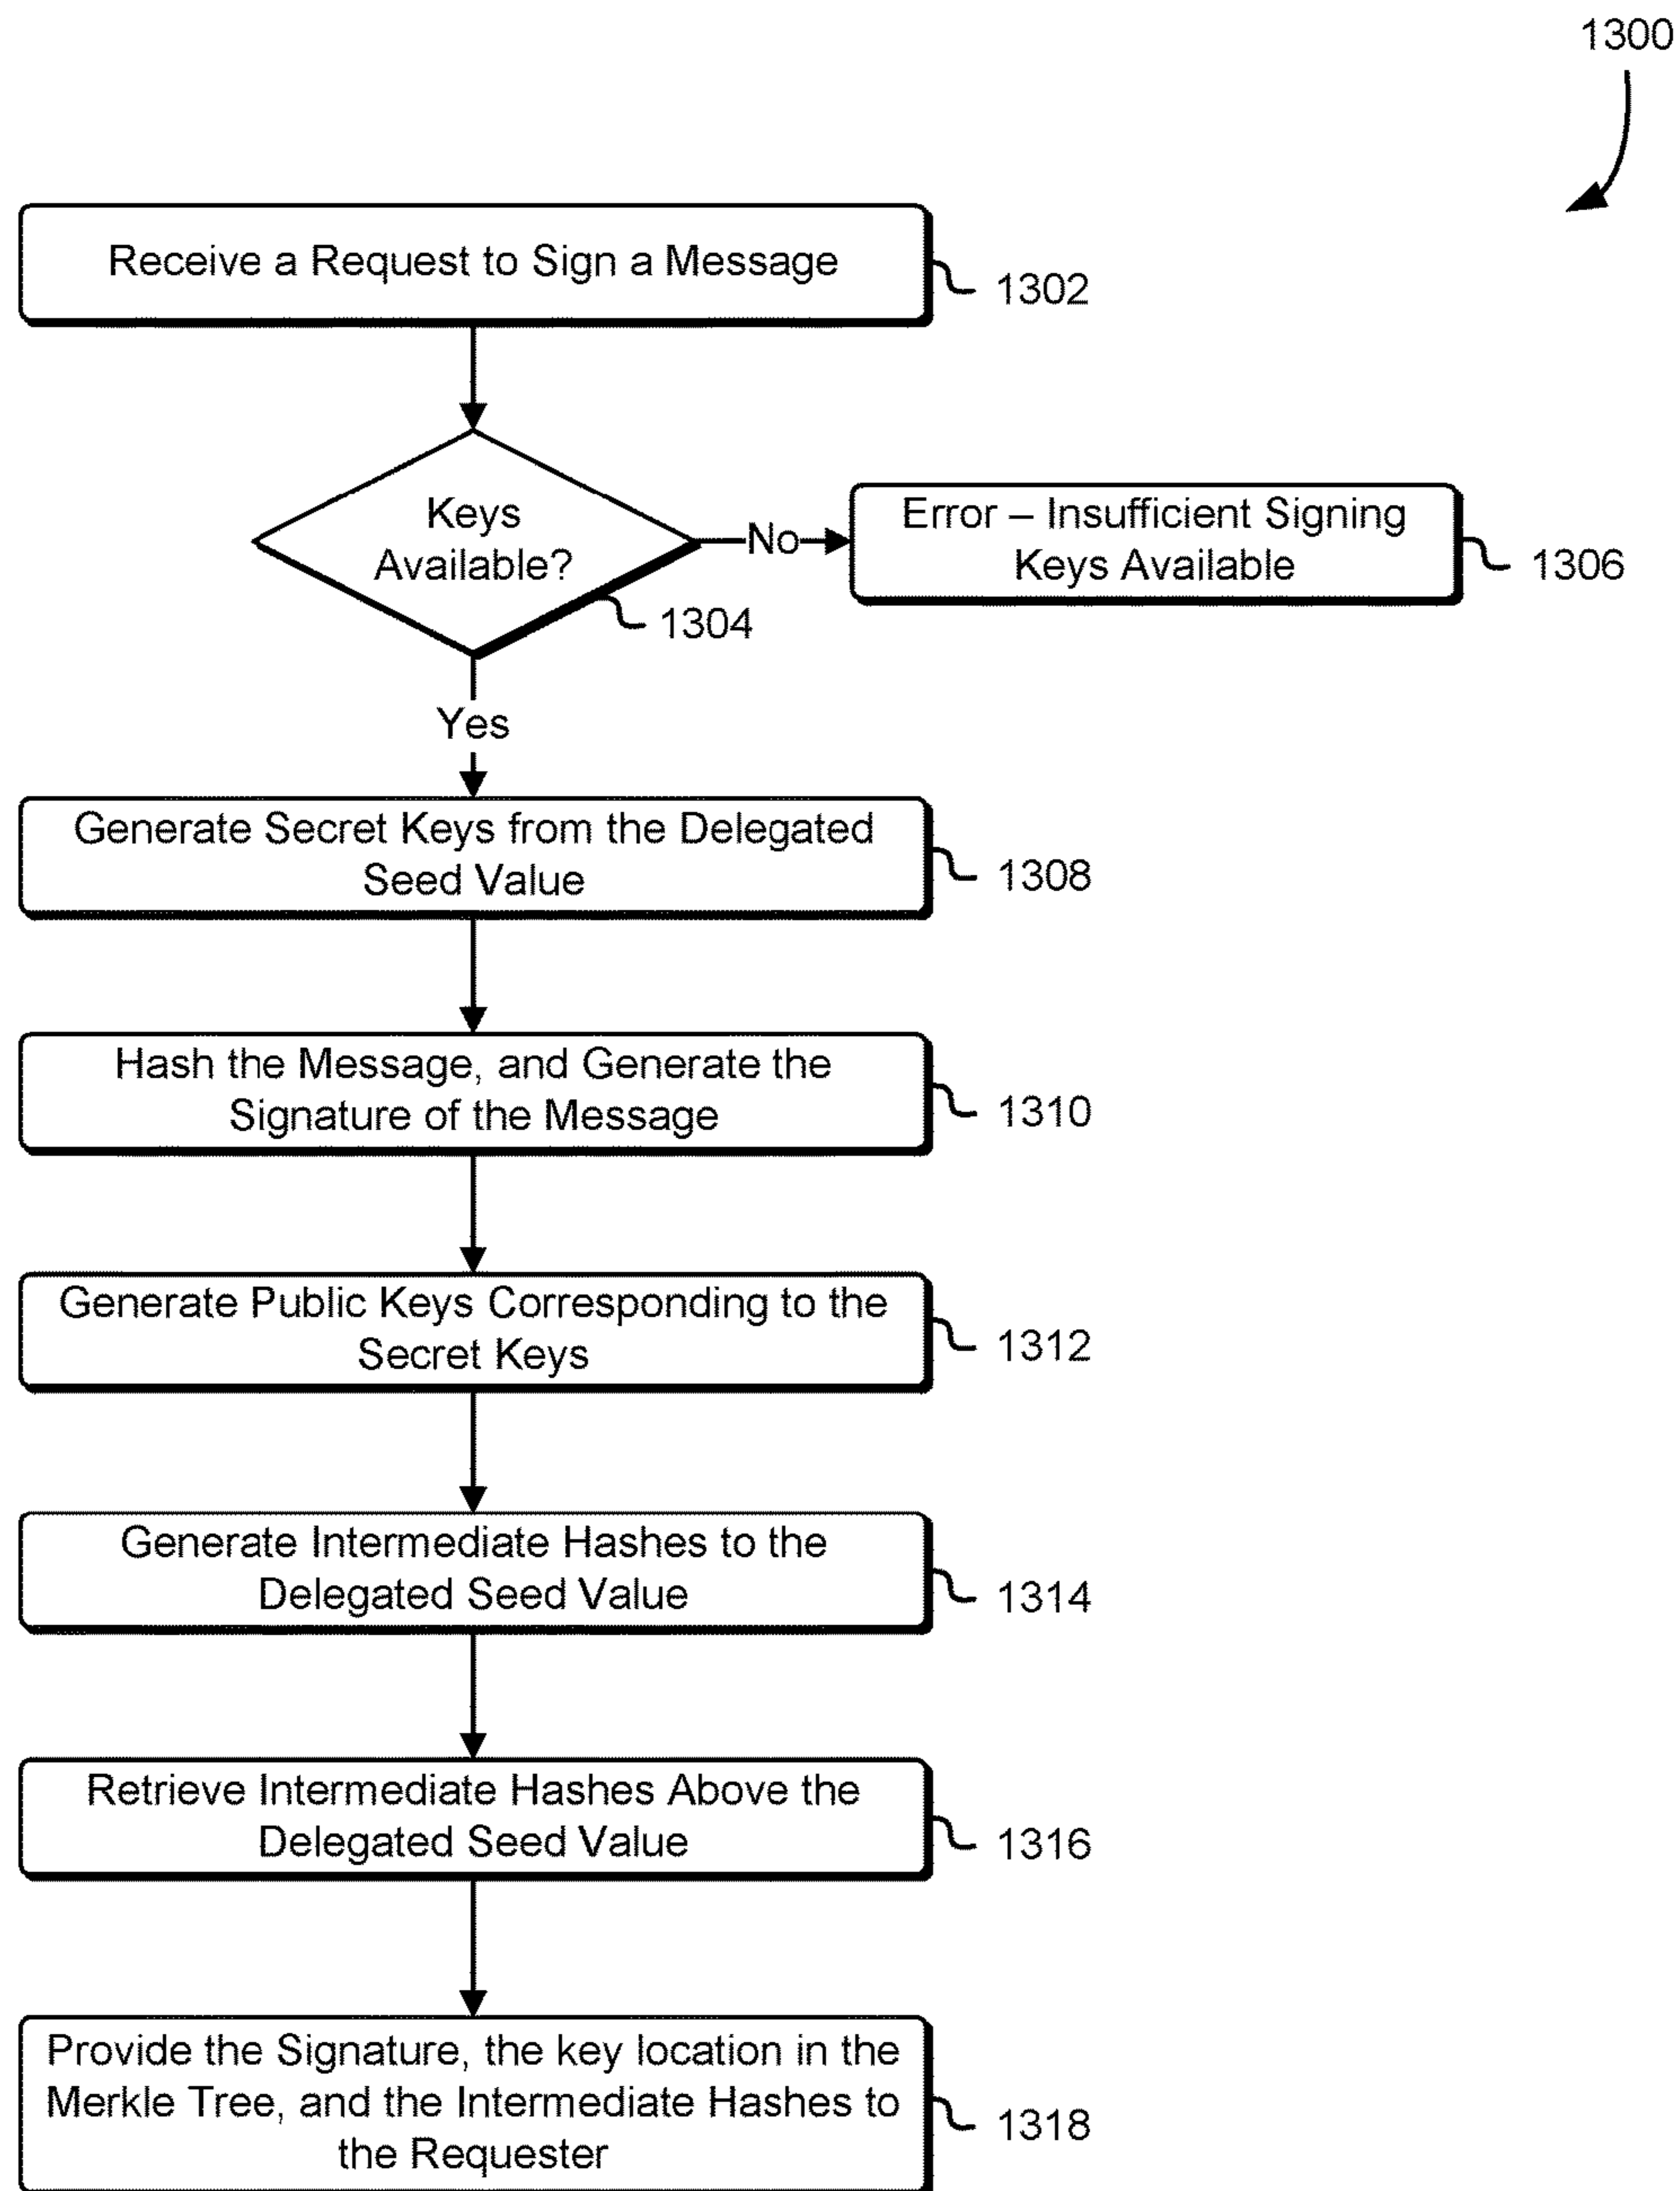 1300
Receive a Request to Sign a Message
1302
Keys
Available?
No
Error – Insufficient Signing
Keys Available
1306
1304
Yes
Generate Secret Keys from the Delegated
Seed Value
1308
Hash the Message, and Generate the
Signature of the Message
1310
Generate Public Keys Corresponding to the
Secret Keys
1312
Generate Intermediate Hashes to the
Delegated Seed Value
1314
Retrieve Intermediate Hashes Above the
Delegated Seed Value
1316
Provide the Signature, the key location in the
Merkle Tree, and the Intermediate Hashes to
the Requester
1318